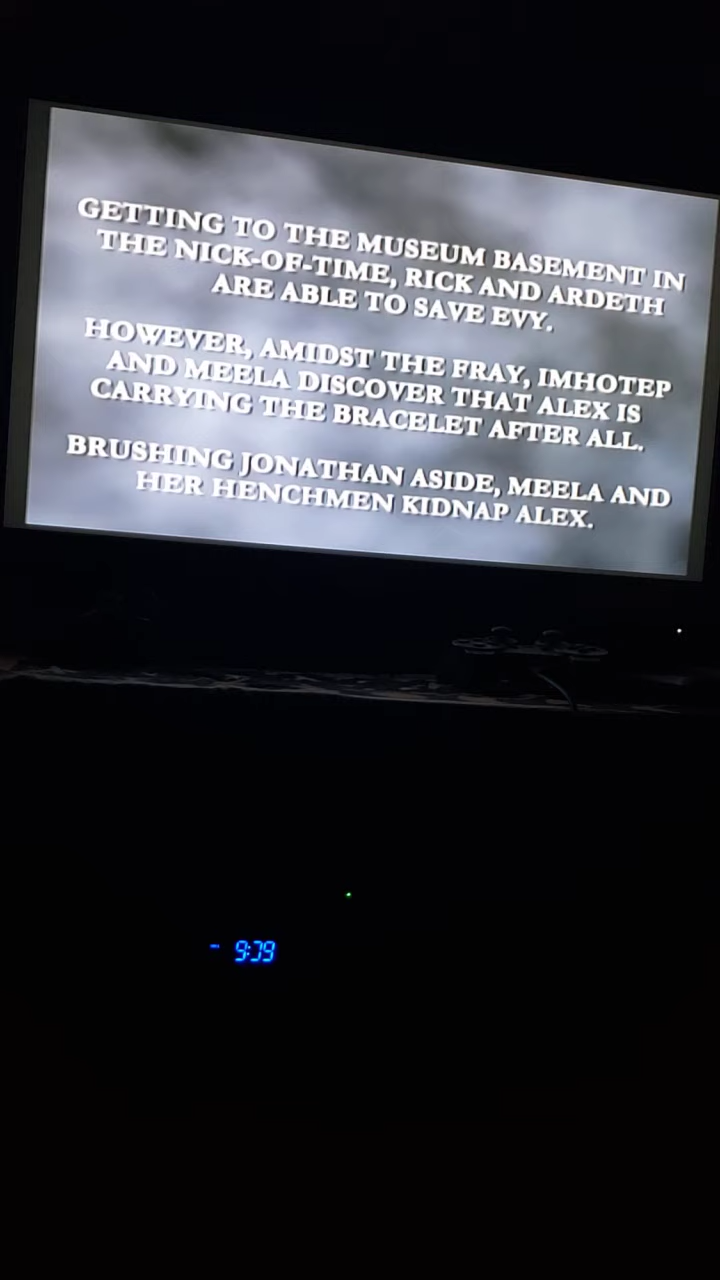 GETTING TO THE MUSEUM BASEMENT IN
THE NICK-OF-TIME, RICK AND ARDETH
ARE ABLE TO SAVE EVY.
HOWEVER, AMIDST THE FRAY, IMHOTEP
AND MEELA DISCOVER THAT ALEX IS
CARRYING THE BRACELET AFTER ALL.
BRUSHING JONATHAN ASIDE, MEELA AND
HER HENCHMEN KIDNAP ALEX.
9:39